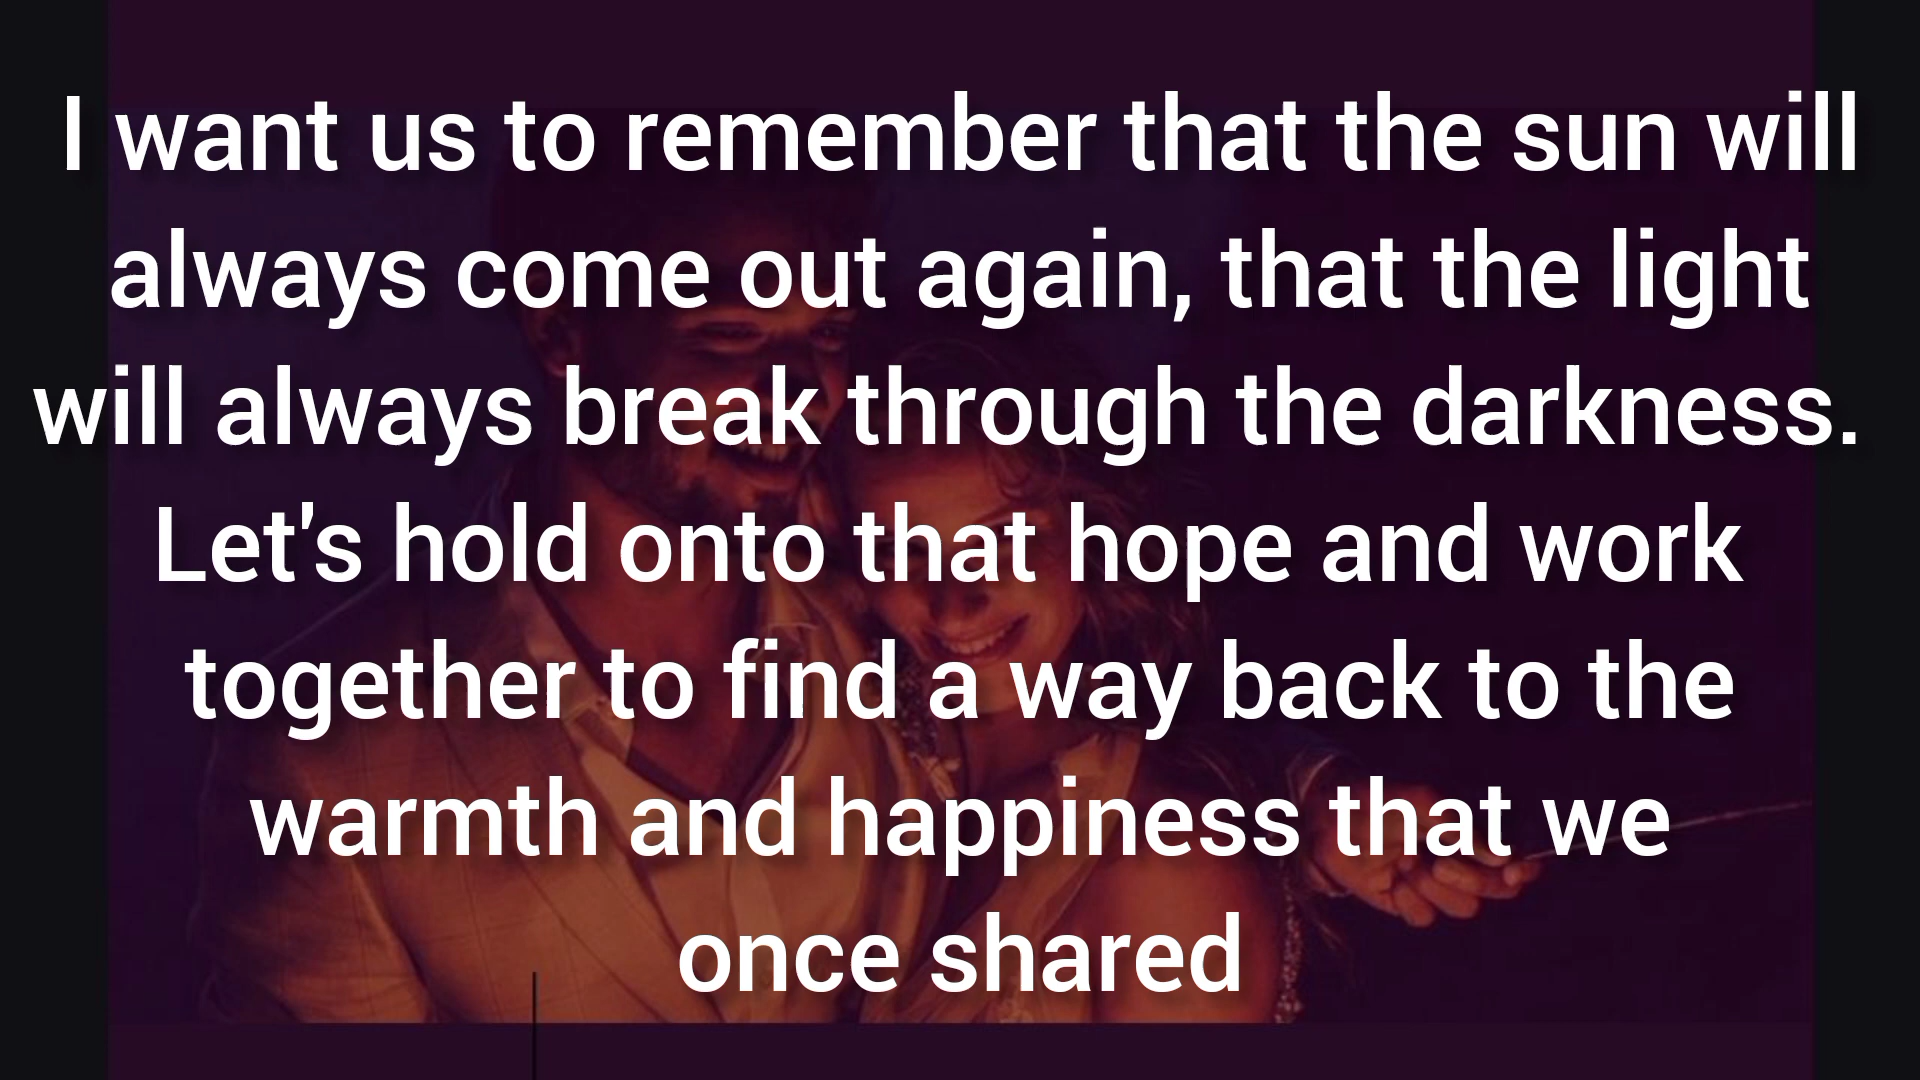 I want us to remember that the sun will
always come out again, that the light
will always break through the darkness.
Let's hold onto that hope and work
together to find a way back to the
warmth and happiness that we
once shared